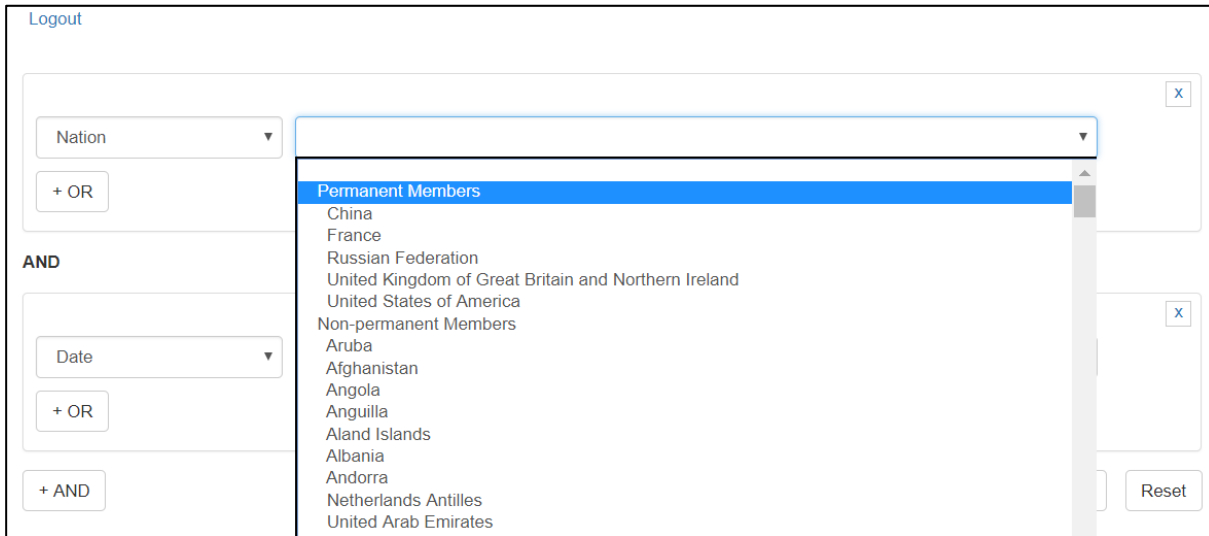 Logout
X
Nation
+ OR
Permanent Members
China
France
Russian Federation
United Kingdom of Great Britain and Northern Ireland
United States of America
Non-permanent Members
Aruba
Afghanistan
Angola
Anguilla
Aland Islands
Albania
Andorra
Netherlands Antilles
United Arab Emirates
AND
X
Date
+ OR
+ AND
Reset